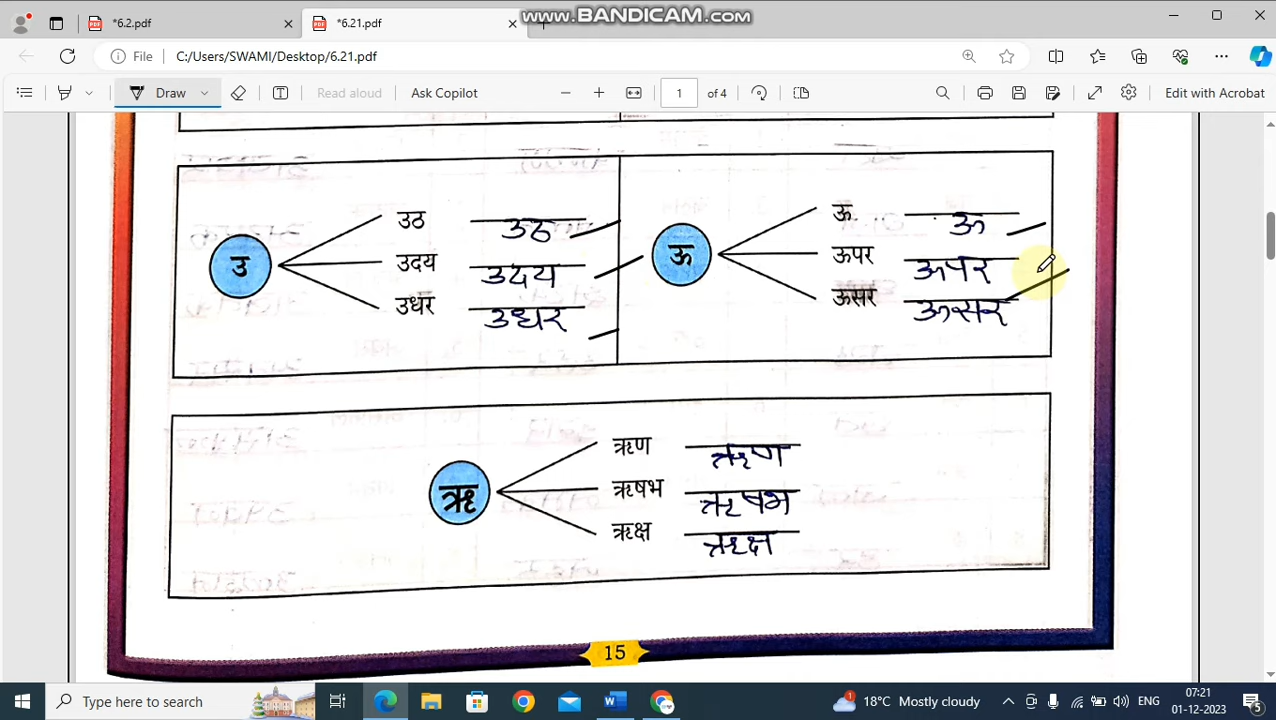 www.BANDICAM.com
*6.2.pdf
*6.21.pdf
File C:/Users/SWAMI/Desktop/6.21.pdf
Draw Read aloud Ask Copilot 1 of 4 Edit with Acrobat
उ
उठ उठ
उदय उदय
उधर उधर
ऊ
ऊ ऊ
ऊपर ऊपर
ऊसर ऊसर
ऋ
ऋण ऋण
ऋषभ ऋषभ
ऋक्ष ऋक्ष
15
Type here to search
18°C Mostly cloudy
ENG
07:21
01-12-2023
5